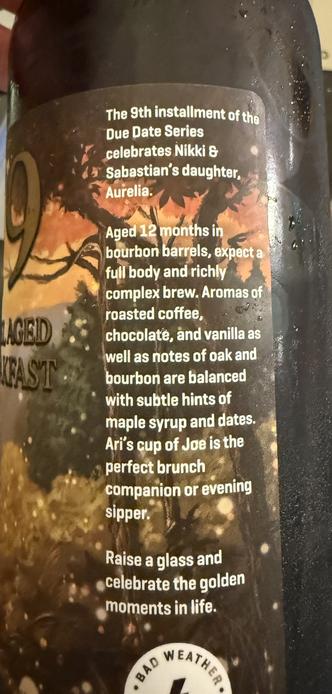 The 9th installment of the
Due Date Series
celebrates Nikki &
Sabastian's daughter,
Aurelia.
Aged 12 months in
bourbon barrels, expect a
full body and richly
complex brew. Aromas of
roasted coffee,
chocolate, and vanilla as
well as notes of oak and
bourbon are balanced
with subtle hints of
maple syrup and dates.
Ari's cup of Joe is the
perfect brunch
companion or evening
sipper.
Raise a glass and
celebrate the golden
moments in life.
9
AGED
KFAST
BAD WEATHER